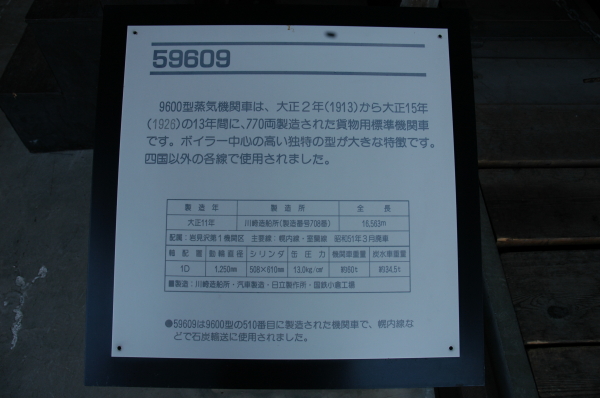 59609
9600型蒸気機関車は、大正2年(1913)から大正15年
(1926)の13年間に、770両製造された貨物用標準機関車
です。ボイラー中心の高い独特の型が大きな特徴です。
四国以外の各線で使用されました。
製造年 製造所 全長
大正11年 川崎造船所(製造番号708番) 16,563m
配属:岩見沢第1機関区 主要線:幌内線・室蘭線 昭和51年3月廃車
軸配置 動輪直径 シリンダ 缶圧力 機関車重量 炭水車重量
1D 1,250mm 508×610mm 13.0kg/c㎡ 約60t 約34.5t
■製造:川崎造船所・汽車製造・日立製作所・国鉄小倉工場
●59609は9600型の510番目に製造された機関車で、幌内線な
どで石炭輸送に使用されました。